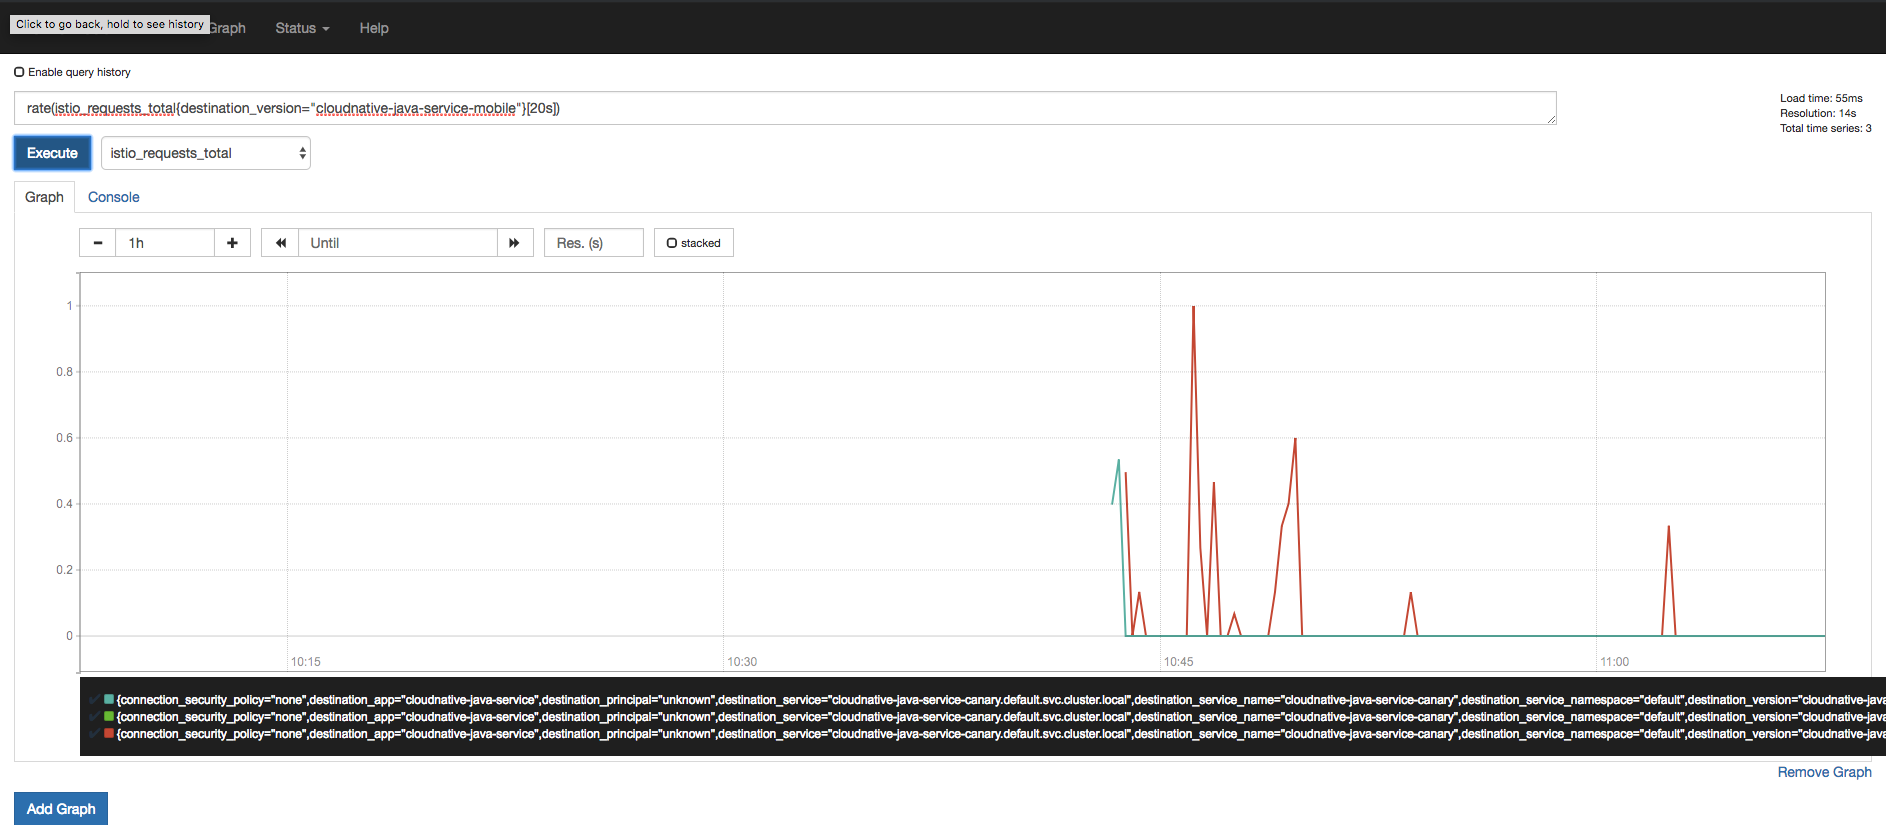 Click to go back, hold to see history
Graph
Status
Help
Enable query history
rate(istio_requests_total{destination_version="cloudnative-java-service-mobile"}[20s])
Load time: 55ms
Resolution: 14s
Total time series: 3
Execute
istio_requests_total
Graph
Console
1h
Until
Res. (s)
stacked
1
0.8
0.6
0.4
0.2
0
10:15
10:30
10:45
11:00
{connection_security_policy="none",destination_app="cloudnative-java-service",destination_principal="unknown",destination_service="cloudnative-java-service-canary.default.svc.cluster.local",destination_service_name="cloudnative-java-service-canary",destination_service_namespace="default",destination_version="cloudnative-java
{connection_security_policy="none",destination_app="cloudnative-java-service",destination_principal="unknown",destination_service="cloudnative-java-service-canary.default.svc.cluster.local",destination_service_name="cloudnative-java-service-canary",destination_service_namespace="default",destination_version="cloudnative-java
{connection_security_policy="none",destination_app="cloudnative-java-service",destination_principal="unknown",destination_service="cloudnative-java-service-canary.default.svc.cluster.local",destination_service_name="cloudnative-java-service-canary",destination_service_namespace="default",destination_version="cloudnative-jav
Remove Graph
Add Graph